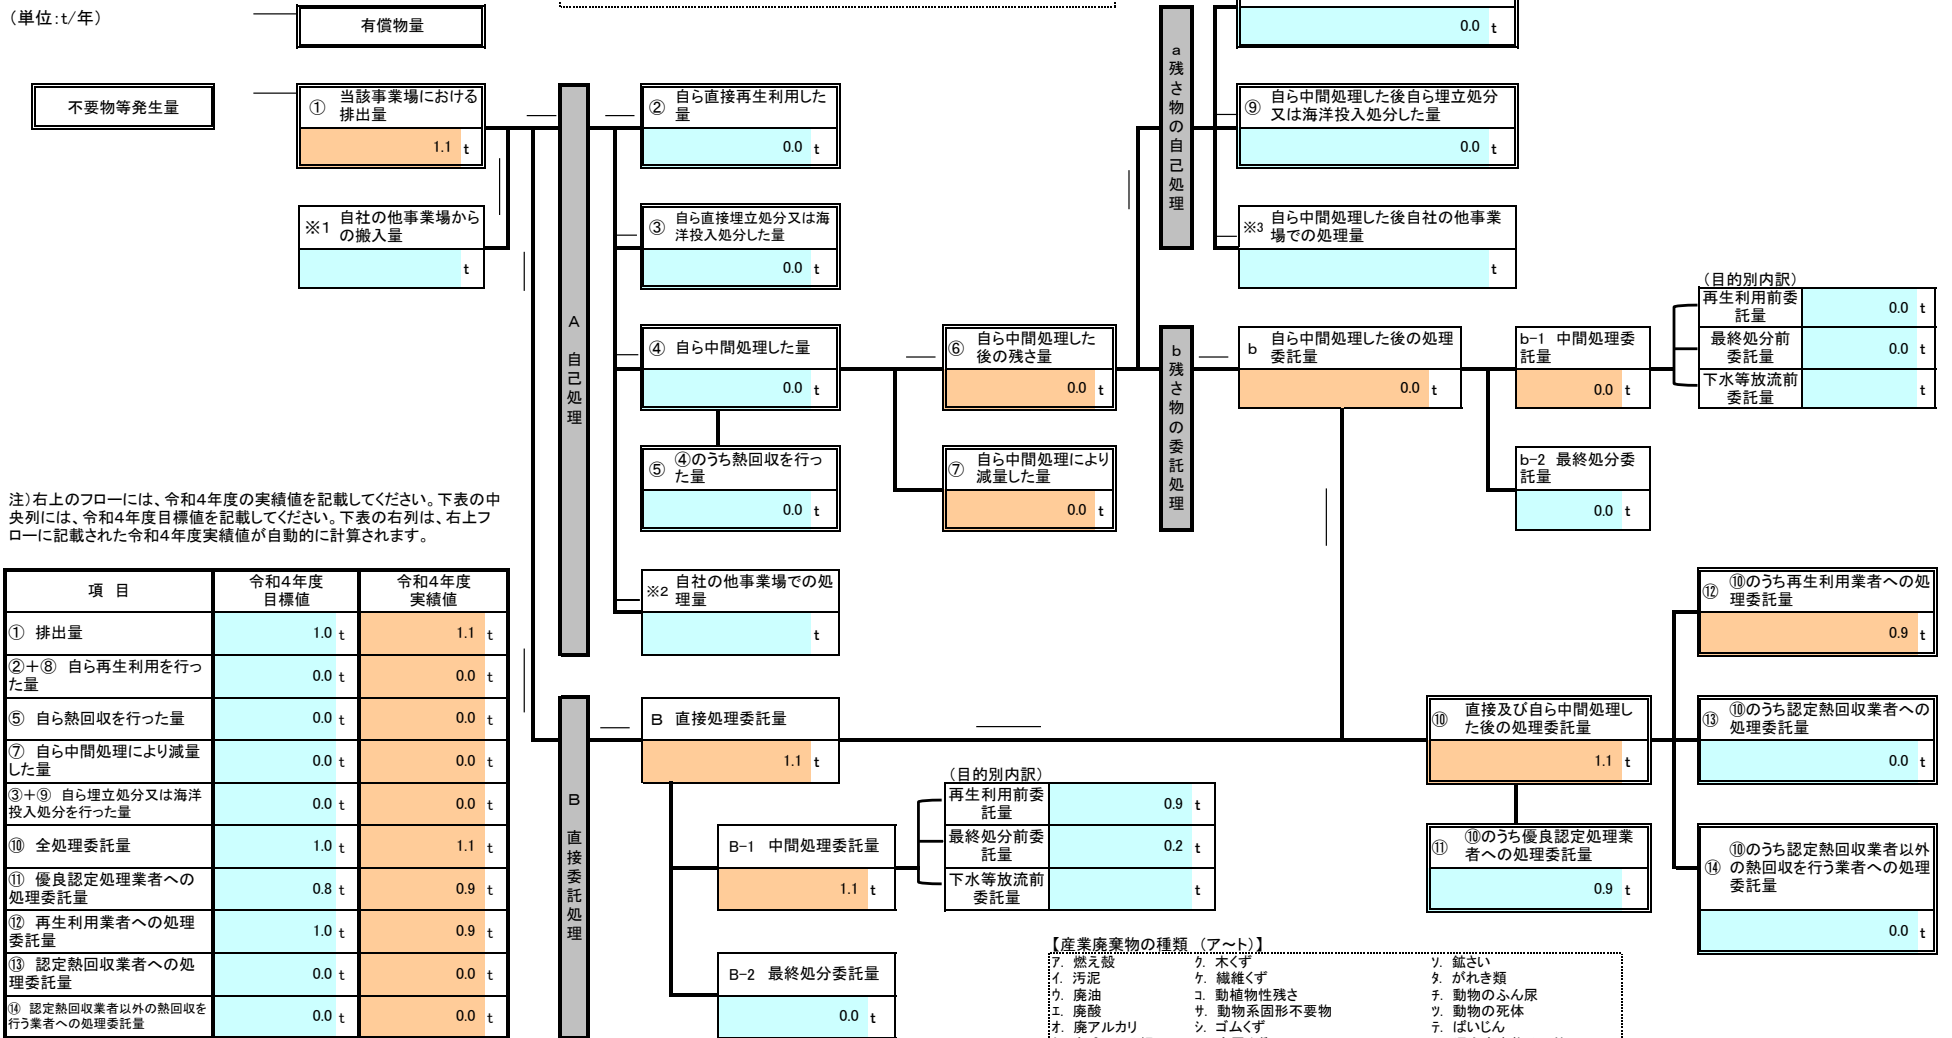 (単位:t/年)
有償物量
0.0 t
不要物等発生量
① 当該事業場における
排出量
1.1 t
※1 自社の他事業場から
の搬入量
t
A 自己処理
② 自ら直接再生利用した
量
0.0 t
③ 自ら直接埋立処分又は海
洋投入処分した量
0.0 t
④ 自ら中間処理した量
0.0 t
⑤ ④のうち熱回収を行っ
た量
0.0 t
※2 自社の他事業場での処
理量
t
⑥ 自ら中間処理した
後の残さ量
0.0 t
⑦ 自ら中間処理により
減量した量
0.0 t
a 残さ物の自己処理
⑨ 自ら中間処理した後自ら埋立処分
又は海洋投入処分した量
0.0 t
※3 自ら中間処理した後自社の他事業
場での処理量
t
b 残さ物の委託処理
b 自ら中間処理した後の処理
委託量
0.0 t
b-1 中間処理委
託量
0.0 t
b-2 最終処分委
託量
0.0 t
(目的別内訳)
再生利用前委
託量
0.0 t
最終処分前
委託量
0.0 t
下水等放流前
委託量
t
注)右上のフローには、令和4年度の実績値を記載してください。下表の中
央列には、令和4年度目標値を記載してください。下表の右列は、右上フ
ローに記載された令和4年度実績値が自動的に計算されます。
項 目 令和4年度 目標値 令和4年度 実績値
① 排出量 1.0 t 1.1 t
②+⑧ 自ら再生利用を行っ
た量 0.0 t 0.0 t
⑤ 自ら熱回収を行った量 0.0 t 0.0 t
⑦ 自ら中間処理により減量
した量 0.0 t 0.0 t
③+⑨ 自ら埋立処分又は海洋
投入処分を行った量 0.0 t 0.0 t
⑩ 全処理委託量 1.0 t 1.1 t
⑪ 優良認定処理業者への
処理委託量 0.8 t 0.9 t
⑫ 再生利用業者への処理
委託量 1.0 t 0.9 t
⑬ 認定熱回収業者への処
理委託量 0.0 t 0.0 t
⑭ 認定熱回収業者以外の熱回収を
行う業者への処理委託量 0.0 t 0.0 t
B 直接委託処理
B 直接処理委託量
1.1 t
B-1 中間処理委託量
1.1 t
B-2 最終処分委託量
0.0 t
(目的別内訳)
再生利用前委
託量
0.9 t
最終処分前委
託量
0.2 t
下水等放流前
委託量
t
⑩ 直接及び自ら中間処理し
た後の処理委託量
1.1 t
⑪ ⑩のうち優良認定処理業
者への処理委託量
0.9 t
⑫ ⑩のうち再生利用業者への処
理委託量
0.9 t
⑬ ⑩のうち認定熱回収業者への
処理委託量
0.0 t
⑭ ⑩のうち認定熱回収業者以外
の熱回収を行う業者への処理
委託量
0.0 t
【産業廃棄物の種類 (ア~ト)】
ア. 燃え殻 ク. 木くず ソ. 鉱さい
イ. 汚泥 ケ. 繊維くず タ. がれき類
ウ. 廃油 コ. 動植物性残さ チ. 動物のふん尿
エ. 廃酸 サ. 動物系固形不要物 ツ. 動物の死体
オ. 廃アルカリ シ. ゴムくず テ. ばいじん